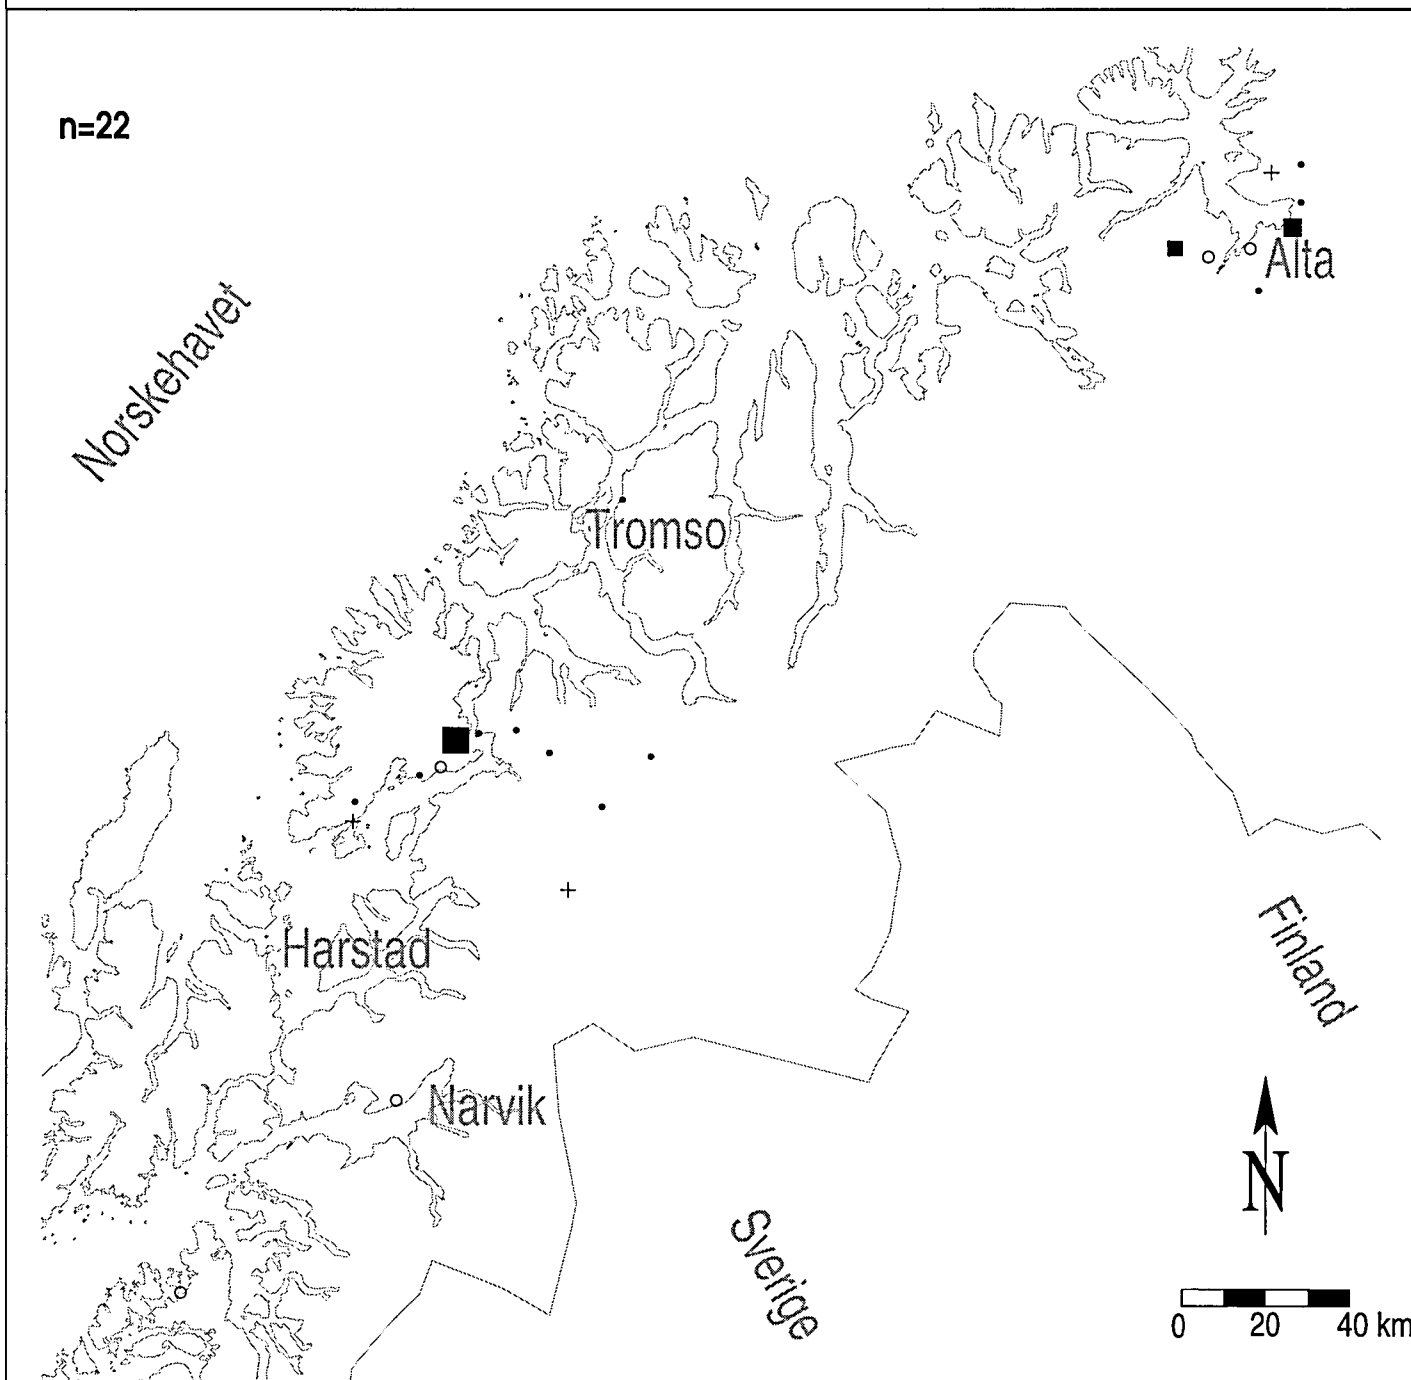 n=22
Alta
Norskehavet
Tromso
Harstad
Finland
Narvik
N
Sverige
0 20 40 km